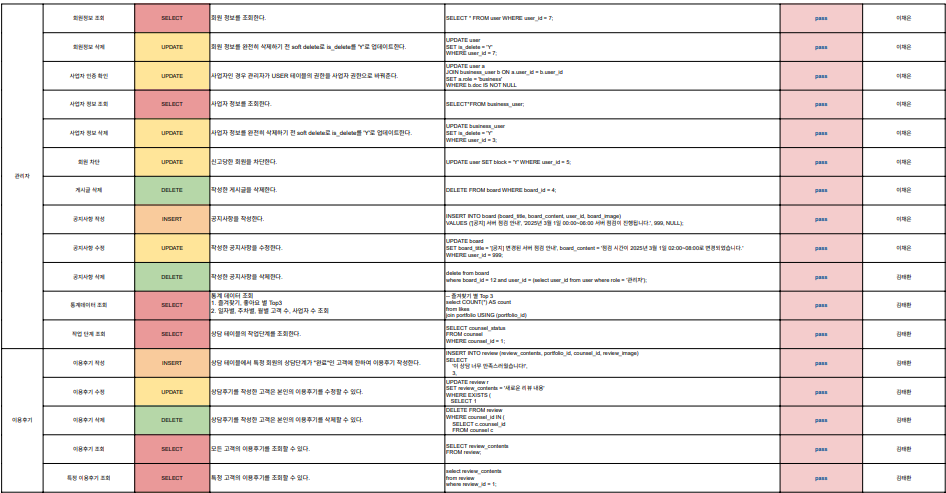 관리자
회원정보 조회 SELECT 회원 정보를 조회한다. SELECT * FROM user WHERE user_id = 7; pass 이재은
회원정보 삭제 UPDATE 회원 정보를 완전히 삭제하기 전 soft delete로 is_delete를 'Y'로 업데이트한다. UPDATE user
SET is_delete = 'Y'
WHERE user_id = 7; pass 이재은
사업자 인증 확인 UPDATE 사업자인 경우 관리자가 USER 테이블의 권한을 사업자 권한으로 바꿔준다. UPDATE user a
JOIN business_user b ON a.user_id = b.user_id
SET a.role = 'business'
WHERE b.doc IS NOT NULL pass 이재은
사업자 정보 조회 SELECT 사업자 정보를 조회한다. SELECT*FROM business_user; pass 이재은
사업자 정보 삭제 UPDATE 사업자 정보를 완전히 삭제하기 전 soft delete로 is_delete를 'Y'로 업데이트한다. UPDATE business_user
SET is_delete = 'Y'
WHERE user_id = 3; pass 이재은
회원 차단 UPDATE 신고당한 회원을 차단한다. UPDATE user SET block = 'Y' WHERE user_id = 5; pass 이재은
게시글 삭제 DELETE 작성한 게시글을 삭제한다. DELETE FROM board WHERE board_id = 4; pass 이재은
공지사항 작성 INSERT 공지사항을 작성한다. INSERT INTO board (board_title, board_content, user_id, board_image)
VALUES ('[공지] 서버 점검 안내', '2025년 3월 1일 00:00~06:00 서버 점검이 진행됩니다.', 999, NULL); pass 이재은
공지사항 수정 UPDATE 작성한 공지사항을 수정한다. UPDATE board
SET board_title = '[공지] 변경된 서버 점검 안내', board_content = '점검 시간이 2025년 3월 1일 02:00~08:00로 변경되었습니다.'
WHERE user_id = 999; pass 이재은
공지사항 삭제 DELETE 작성한 공지사항을 삭제한다. delete from board
where board_id = 12 and user_id = (select user_id from user where role = '관리자'); pass 김태환
통계데이터 조회 SELECT 통계 데이터 조회
1. 즐겨찾기, 좋아요 별 Top3
2. 일자별, 주차별, 월별 고객 수, 사업자 수 조회 -- 즐겨찾기 별 Top 3
select COUNT(*) AS count
from likes
join portfolio USING (portfolio_id) pass 김태환
작업 단계 조회 SELECT 상담 테이블의 작업단계를 조회한다. SELECT counsel_status
FROM counsel
WHERE counsel_id = 1; pass 김태환
이용후기
이용후기 작성 INSERT 상담 테이블에서 특정 회원의 상담단계가 "완료"인 고객에 한하여 이용후기 작성한다. INSERT INTO review (review_contents, portfolio_id, counsel_id, review_image)
SELECT
'이 상담 너무 만족스러웠습니다!',
3, pass 김태환
이용후기 수정 UPDATE 상담후기를 작성한 고객은 본인의 이용후기를 수정할 수 있다. UPDATE review r
SET review_contents = '새로운 리뷰 내용'
WHERE EXISTS (
SELECT 1 pass 김태환
이용후기 삭제 DELETE 상담후기를 작성한 고객은 본인의 이용후기를 삭제할 수 있다. DELETE FROM review
WHERE counsel_id IN (
SELECT c.counsel_id
FROM counsel c pass 김태환
이용후기 조회 SELECT 모든 고객의 이용후기를 조회할 수 있다. SELECT review_contents
FROM review; pass 김태환
특정 이용후기 조회 SELECT 특정 고객의 이용후기를 조회할 수 있다. select review_contents
from review
where review_id = 1; pass 김태환